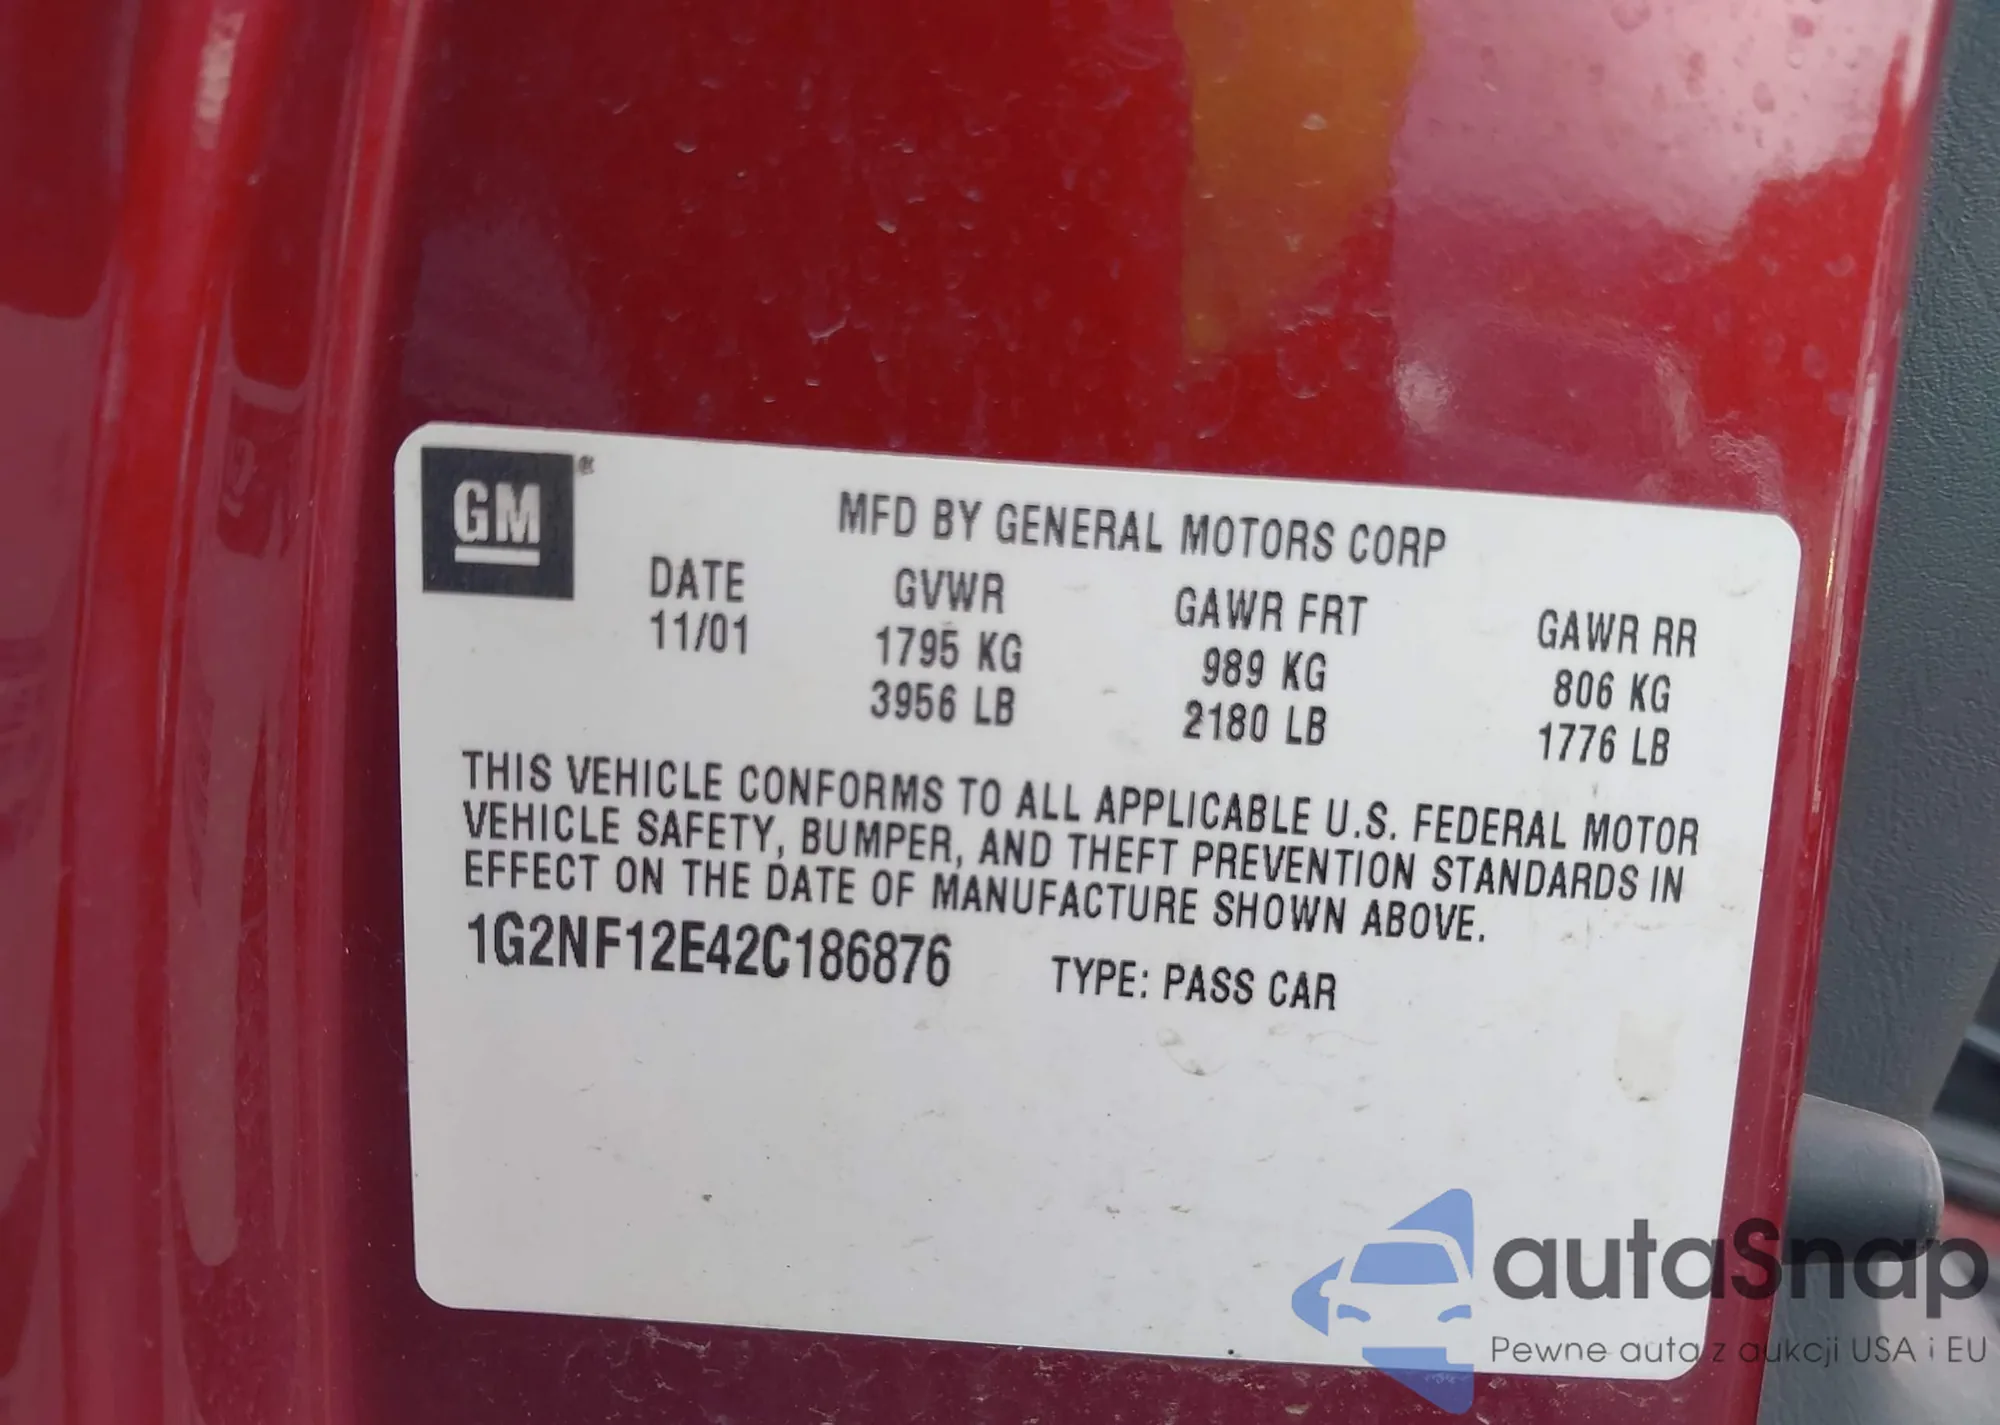 GM®
MFD BY GENERAL MOTORS CORP
DATE GVWR GAWR FRT GAWR RR
11/01 1795 KG 989 KG 806 KG
3956 LB 2180 LB 1776 LB
THIS VEHICLE CONFORMS TO ALL APPLICABLE U.S. FEDERAL MOTOR
VEHICLE SAFETY, BUMPER, AND THEFT PREVENTION STANDARDS IN
EFFECT ON THE DATE OF MANUFACTURE SHOWN ABOVE.
1G2NF12E42C186876 TYPE: PASS CAR
autaSnap
Pewne auta z aukcji USA i EU